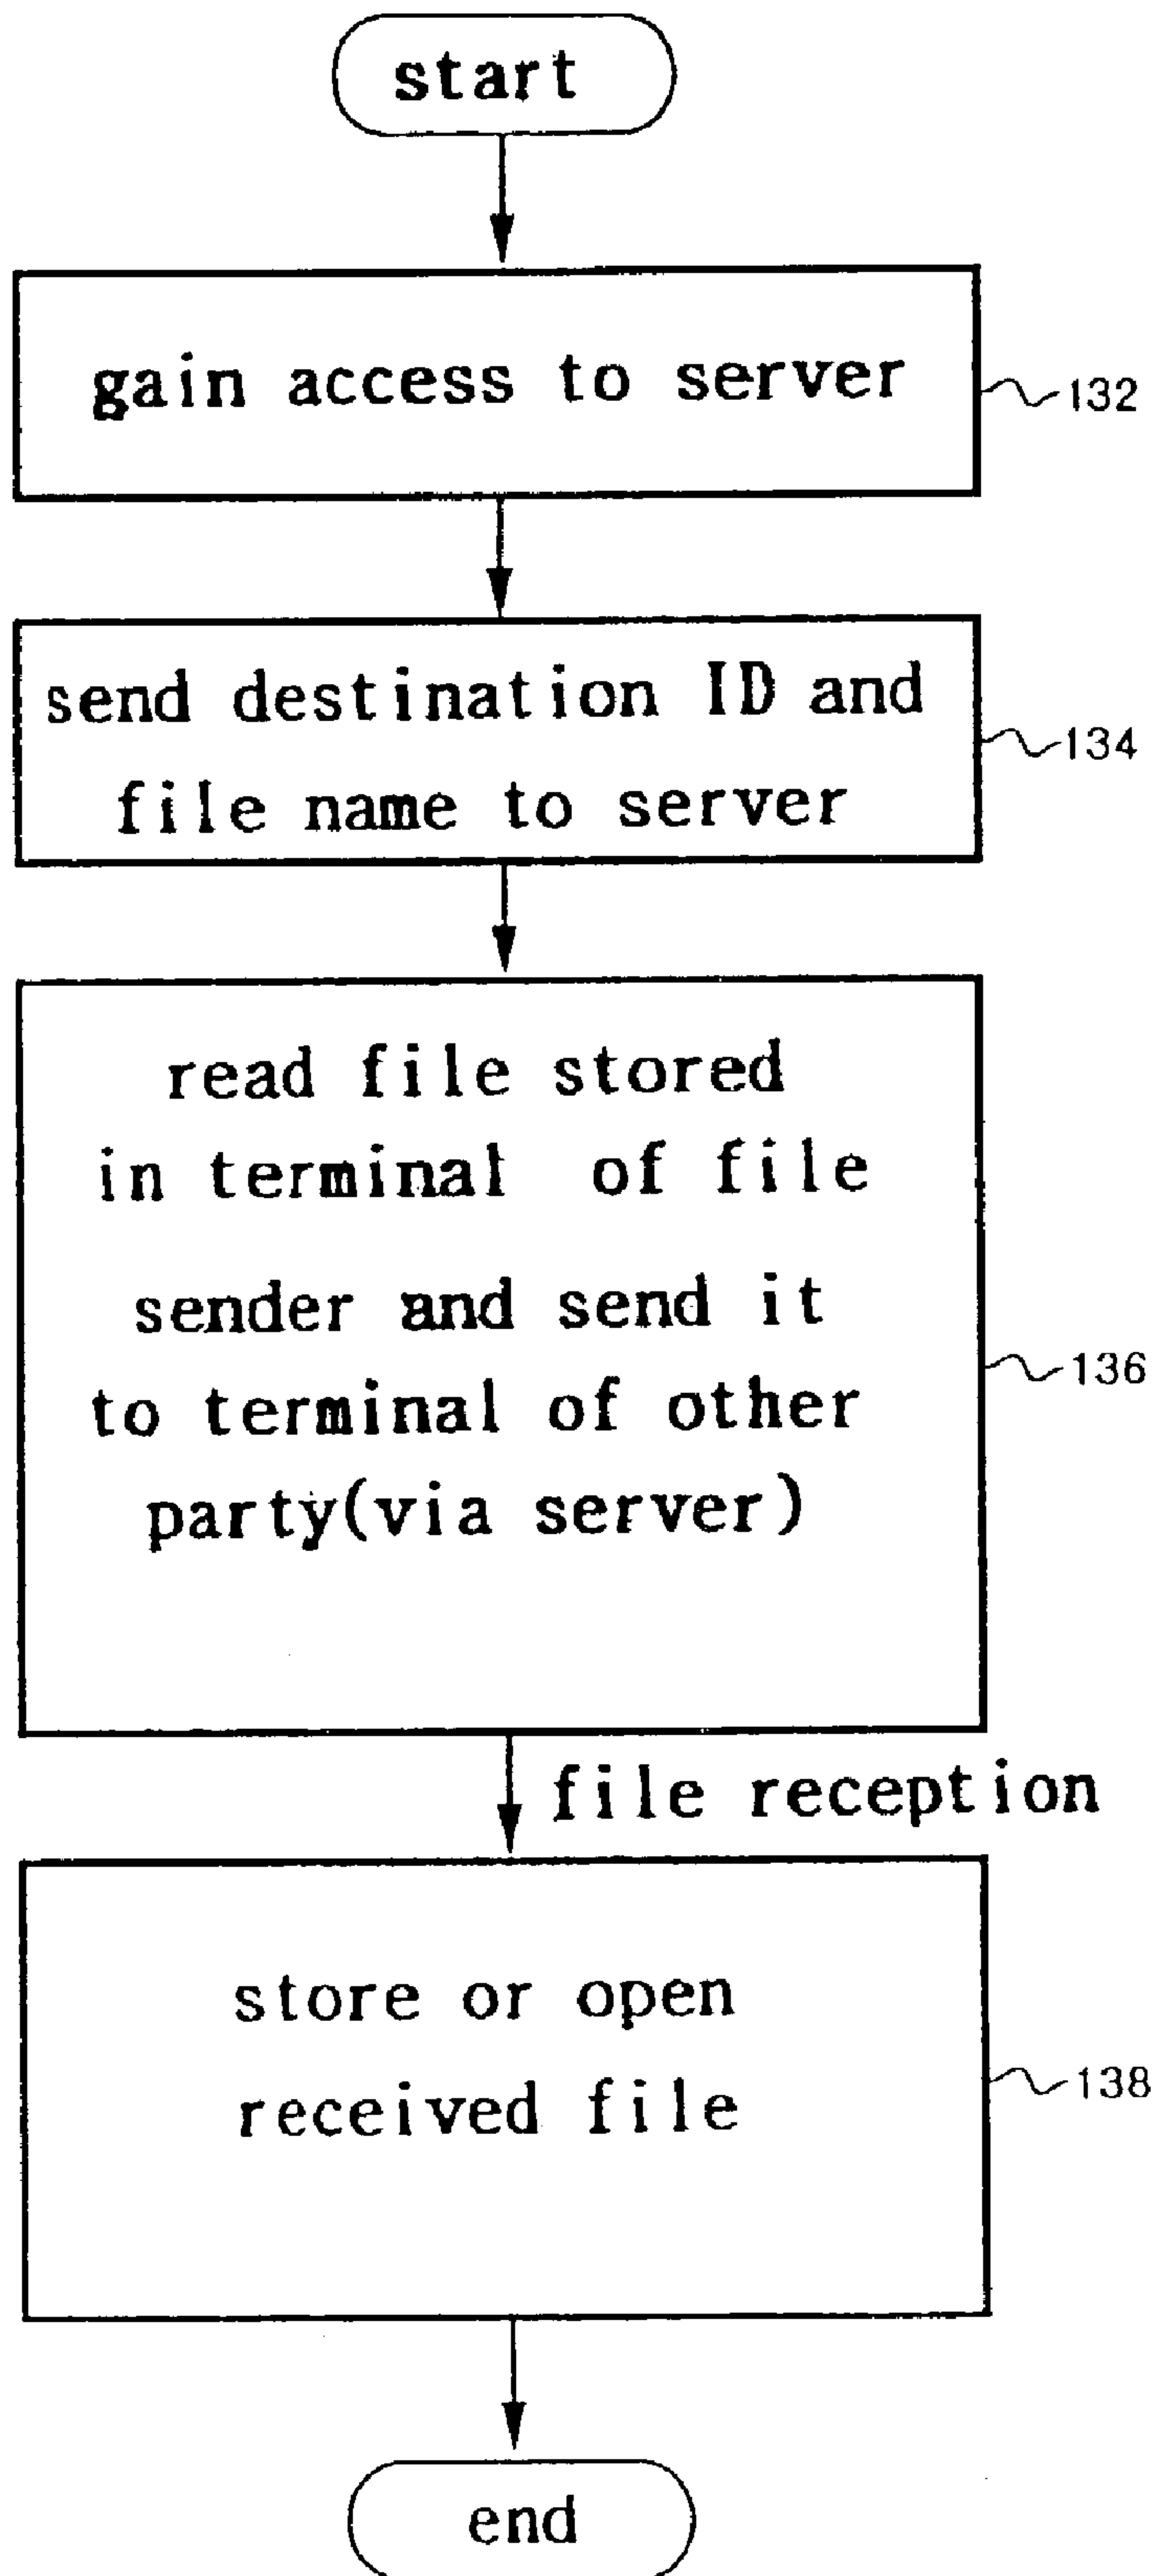 start
gain access to server
132
send destination ID and
file name to server
134
read file stored
in terminal of file
sender and send it
to terminal of other
party(via server)
136
file reception
store or open
received file
138
end